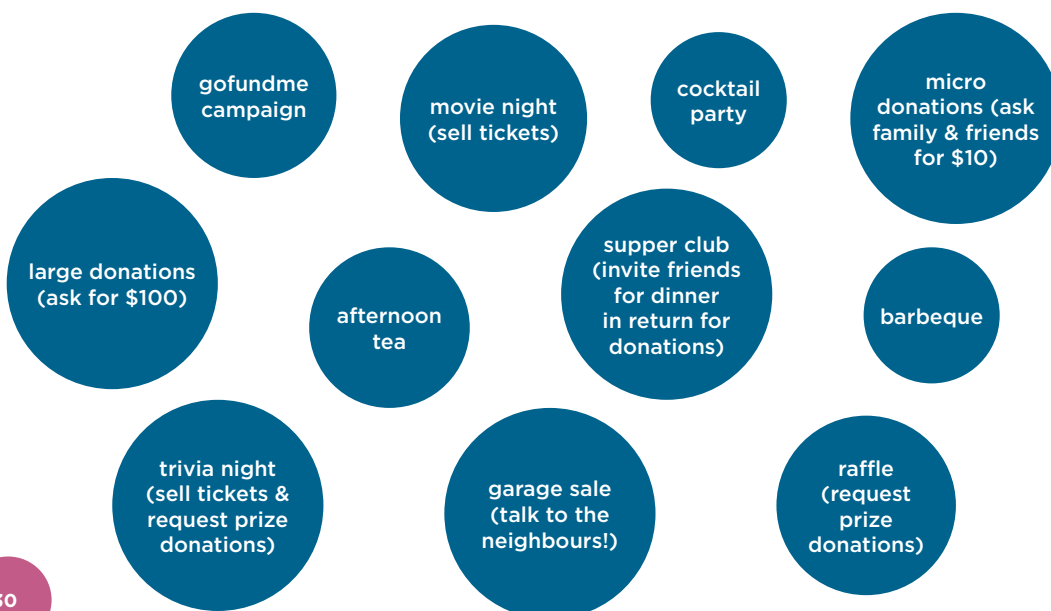 gofundme
campaign
movie night
(sell tickets)
cocktail
party
micro
donations (ask
family & friends
for $10)
large donations
(ask for $100)
afternoon
tea
supper club
(invite friends
for dinner
in return for
donations)
barbeque
trivia night
(sell tickets &
request prize
donations)
garage sale
(talk to the
neighbours!)
raffle
(request
prize
donations)